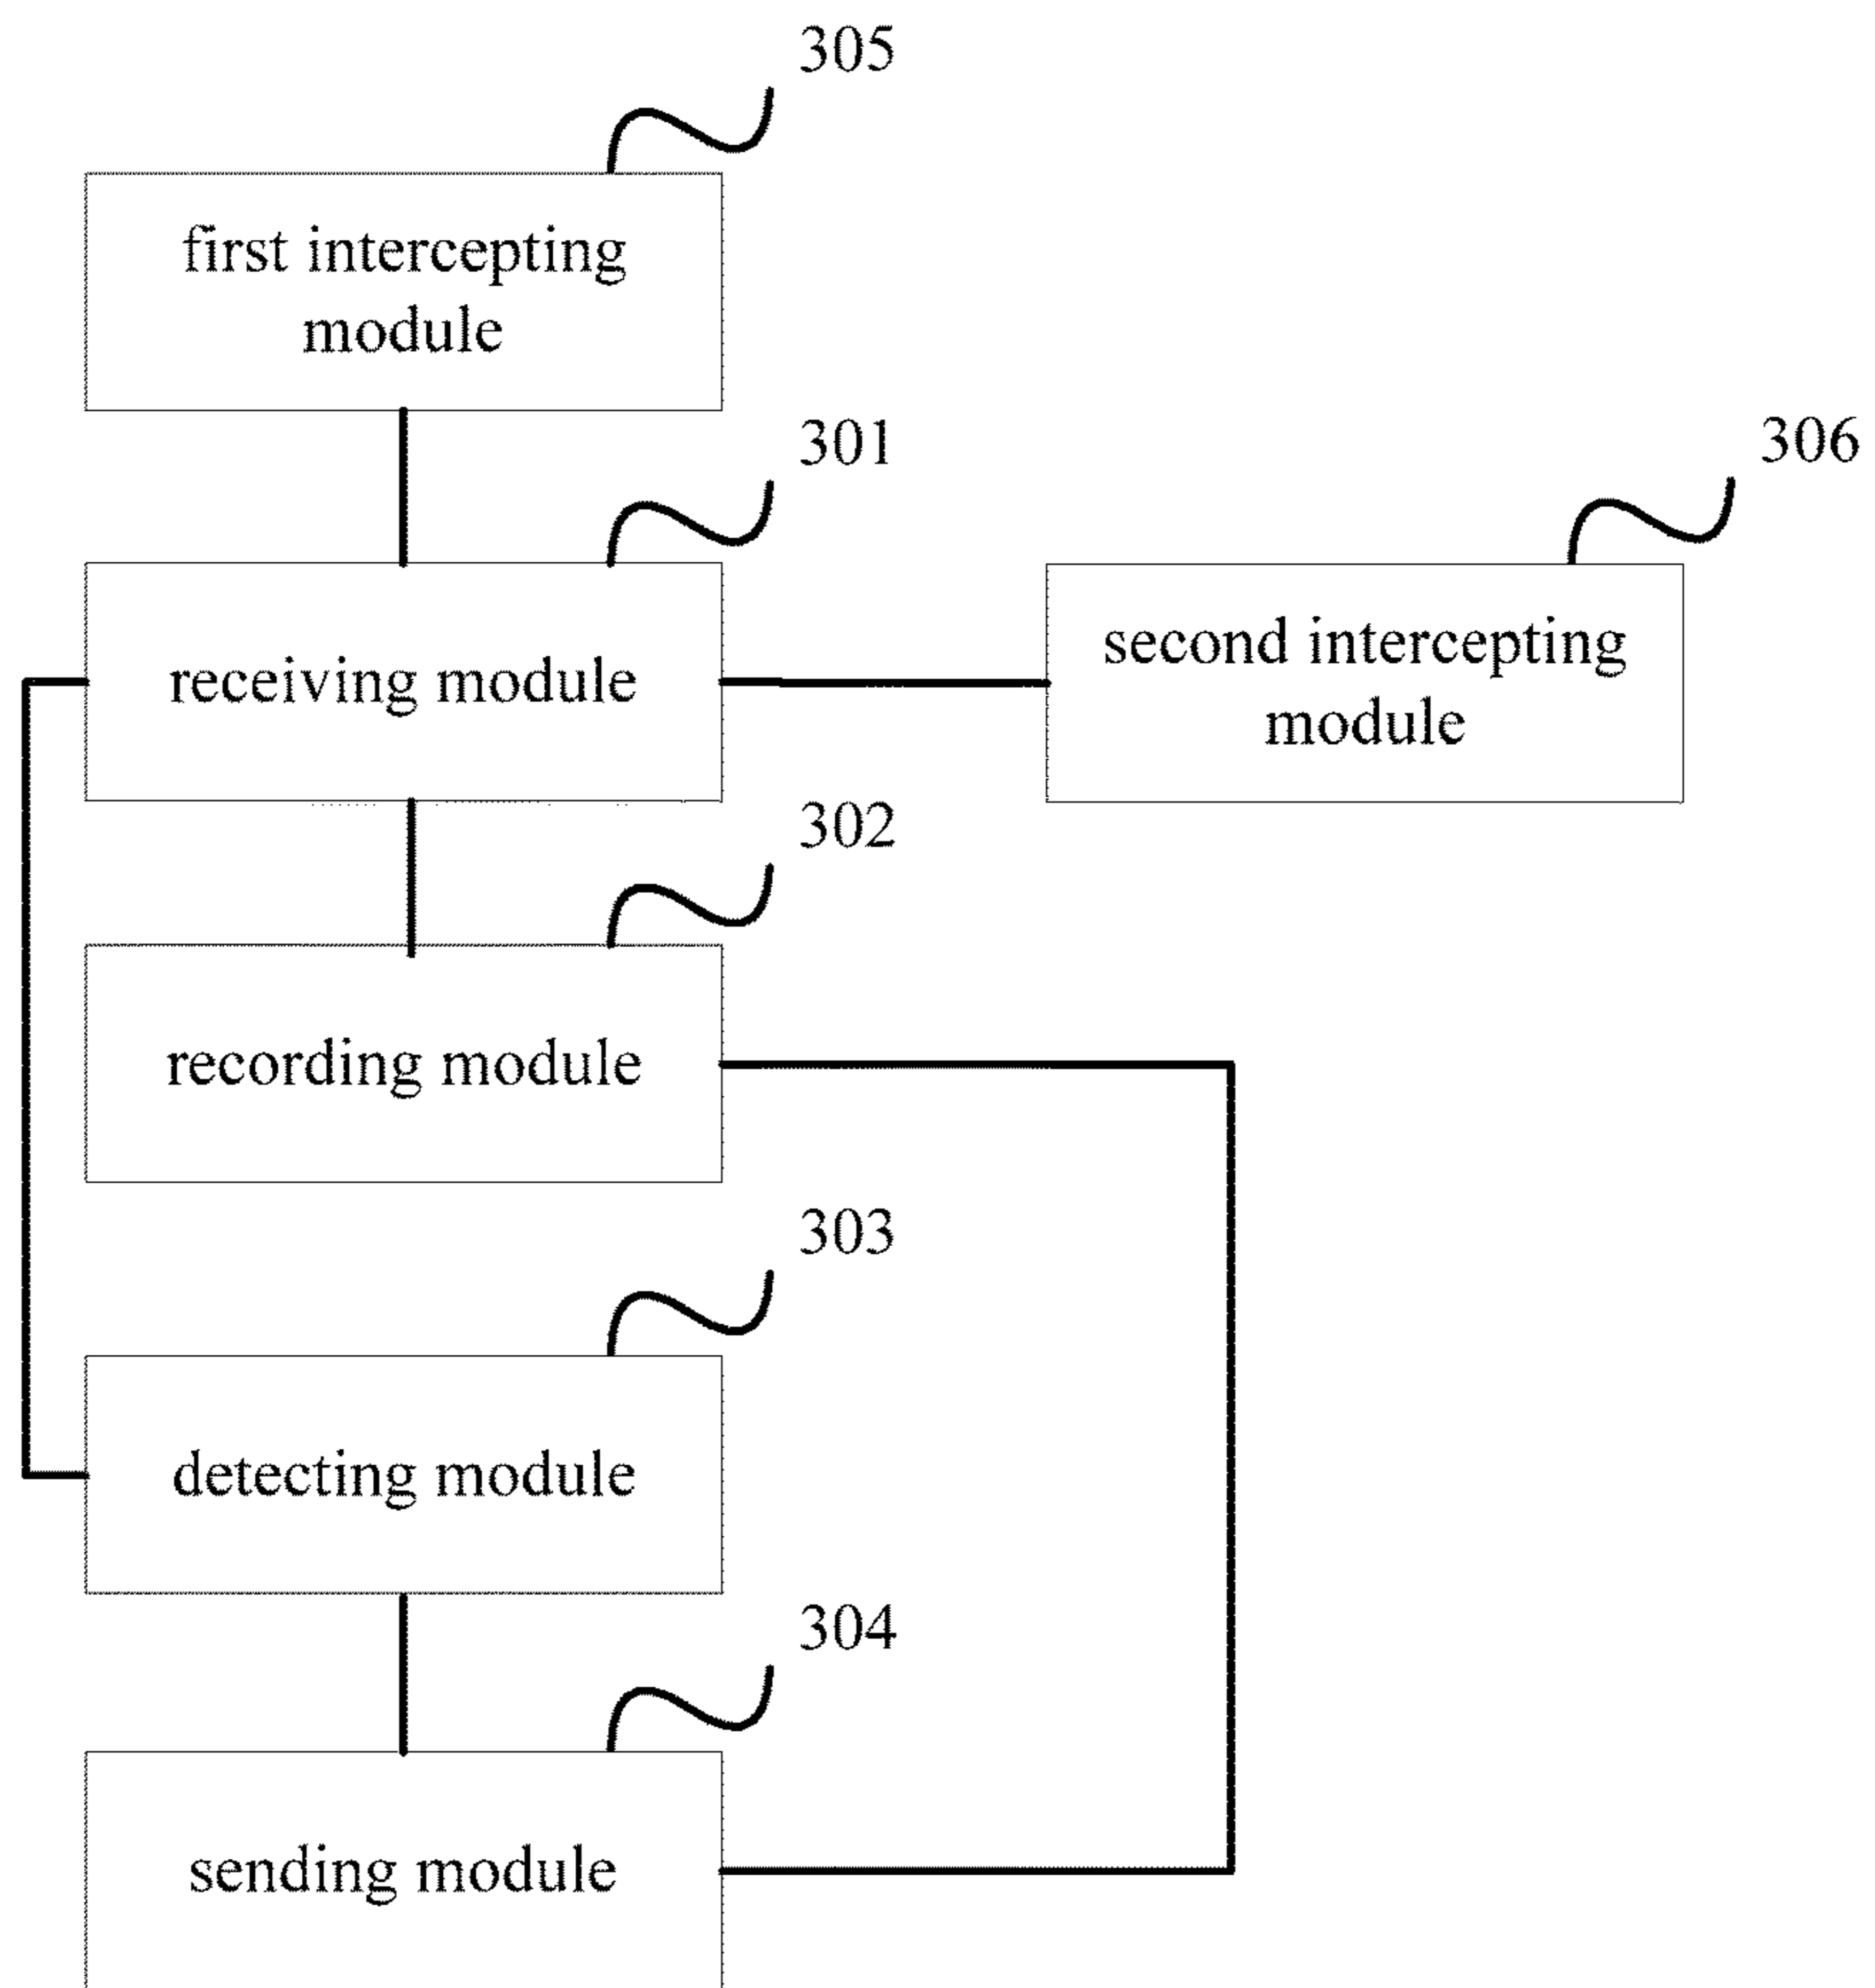 305
first intercepting
module
301
306
receiving module
second intercepting
module
302
recording module
303
detecting module
304
sending module